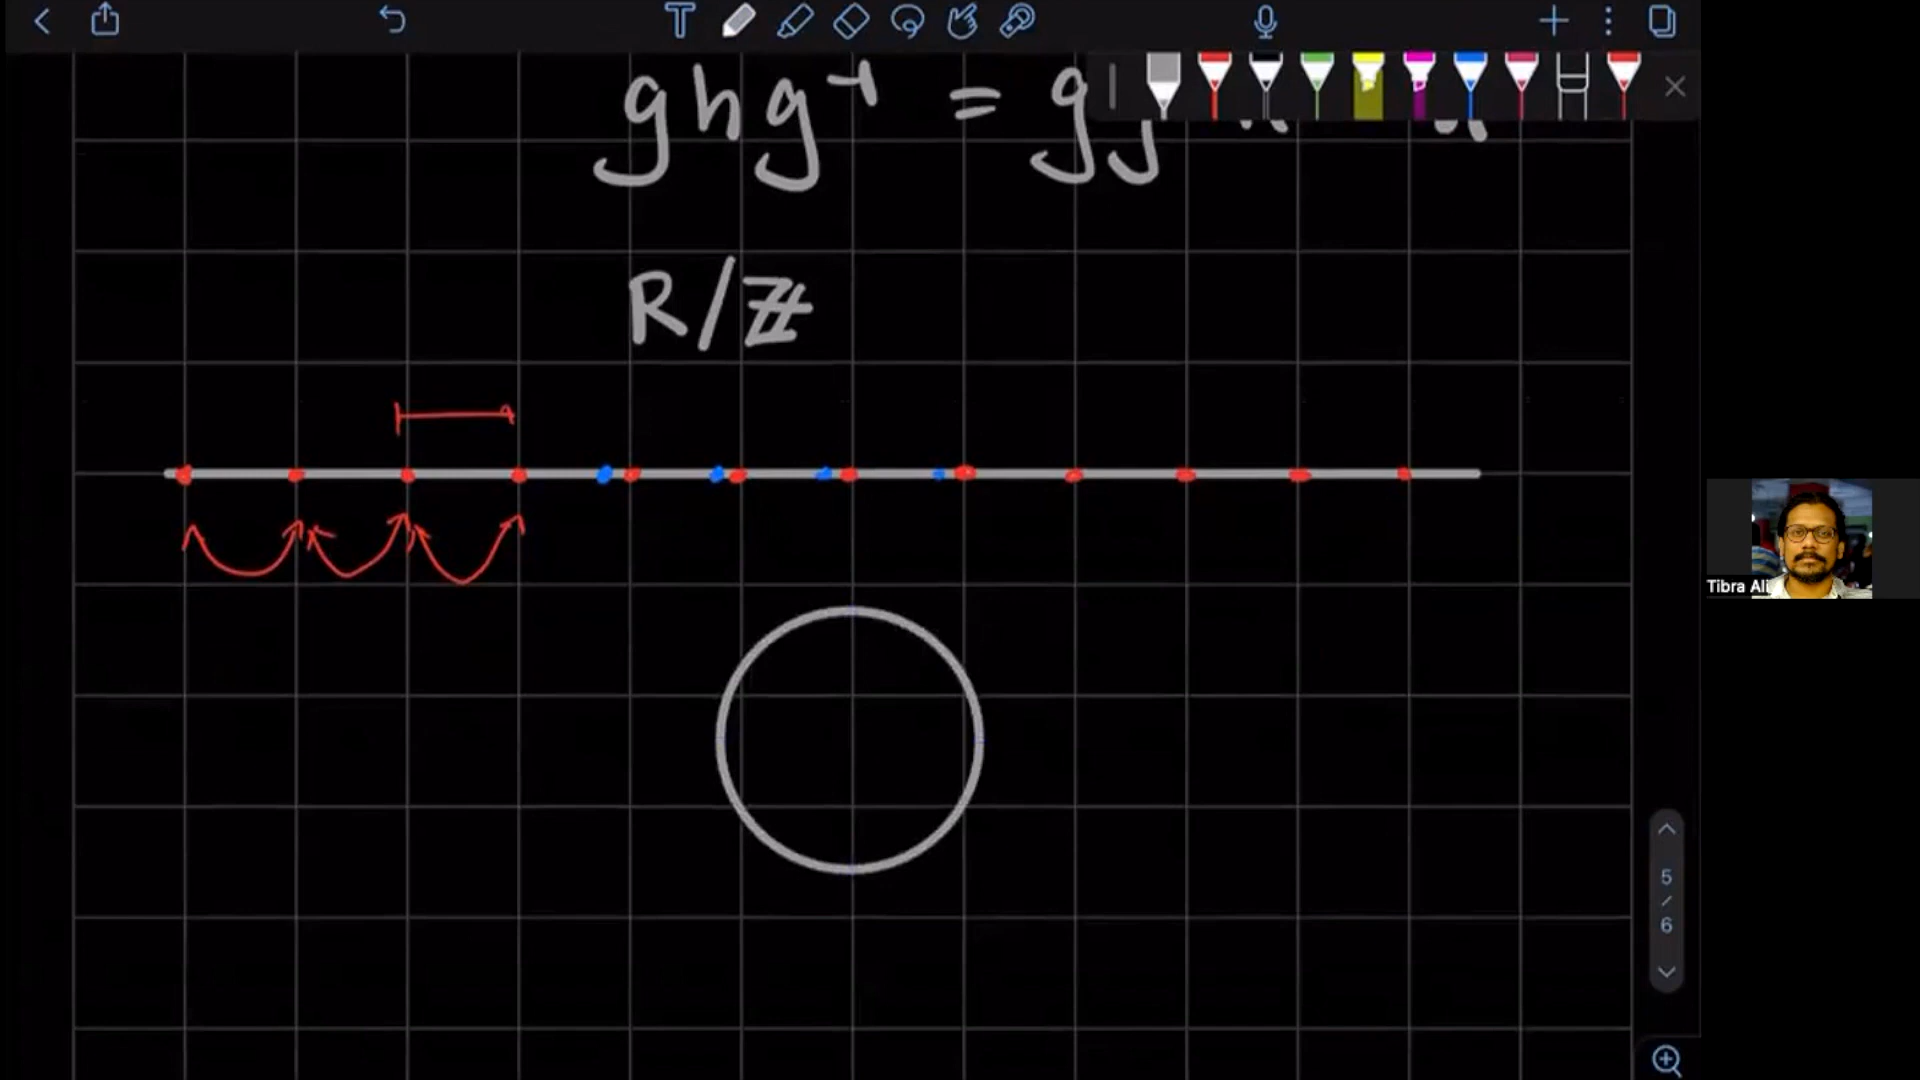 ghg⁻¹ = g
R/ℤ
Tibra Ali
5
/
6